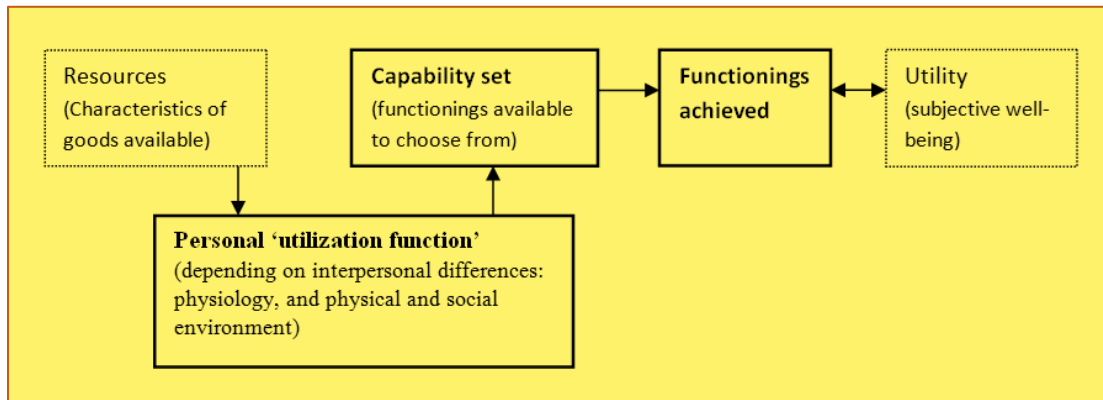 Resources
(Characteristics of
goods available)
Capability set
(functionings available
to choose from)
Functionings
achieved
Utility
(subjective well-
being)
Personal ‘utilization function’
(depending on interpersonal differences:
physiology, and physical and social
environment)